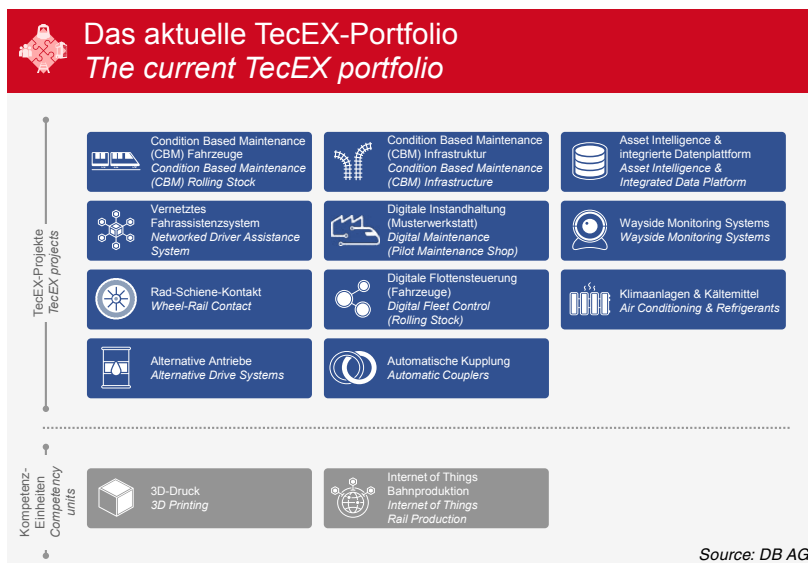 Das aktuelle TecEX-Portfolio
The current TecEX portfolio
TecEX-Projekte
TecEX projects
Condition Based Maintenance
(CBM) Fahrzeuge
Condition Based Maintenance
(CBM) Rolling Stock
Condition Based Maintenance
(CBM) Infrastruktur
Condition Based Maintenance
(CBM) Infrastructure
Asset Intelligence &
integrierte Datenplattform
Asset Intelligence &
Integrated Data Platform
Vernetztes
Fahrassistenzsystem
Networked Driver Assistance
System
Digitale Instandhaltung
(Musterwerkstatt)
Digital Maintenance
(Pilot Maintenance Shop)
Wayside Monitoring Systems
Wayside Monitoring Systems
Rad-Schiene-Kontakt
Wheel-Rail Contact
Digitale Flottensteuerung
(Fahrzeuge)
Digital Fleet Control
(Rolling Stock)
Klimaanlagen & Kältemittel
Air Conditioning & Refrigerants
Alternative Antriebe
Alternative Drive Systems
Automatische Kupplung
Automatic Couplers
Kompetenz-
Einheiten
Competency
units
3D-Druck
3D Printing
Internet of Things
Bahnproduktion
Internet of Things
Rail Production
Source: DB AG